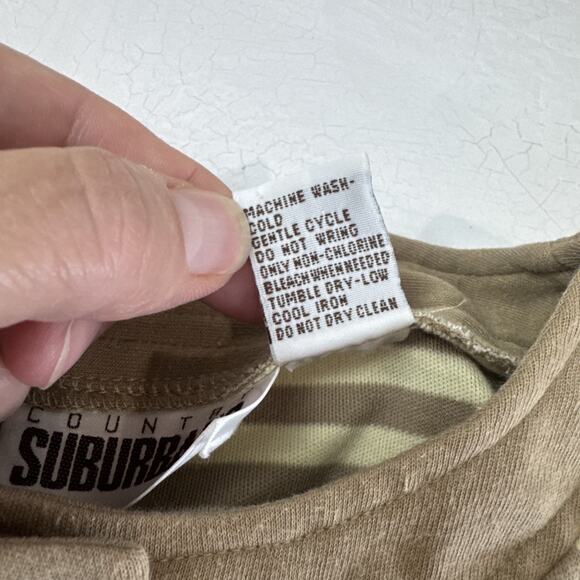 MACHINE WASH-
COLD
GENTLE CYCLE
DO NOT WRING
ONLY NON-CHLORINE
BLEACH WHEN NEEDED
TUMBLE DRY-LOW
COOL IRON
DO NOT DRY CLEAN
COUNT
SUBURBA